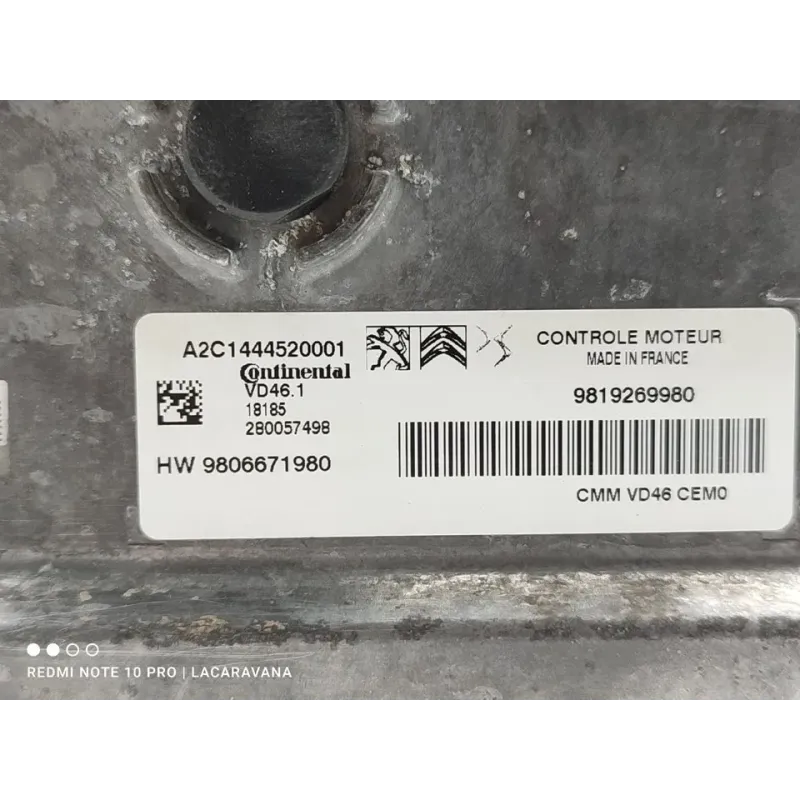 A2C1444520001
Continental
VD46.1
18185
280057498
HW 9806671980
CONTROLE MOTEUR
MADE IN FRANCE
9819269980
CMM VD46 CEM0
REDMI NOTE 10 PRO | LACARAVANA